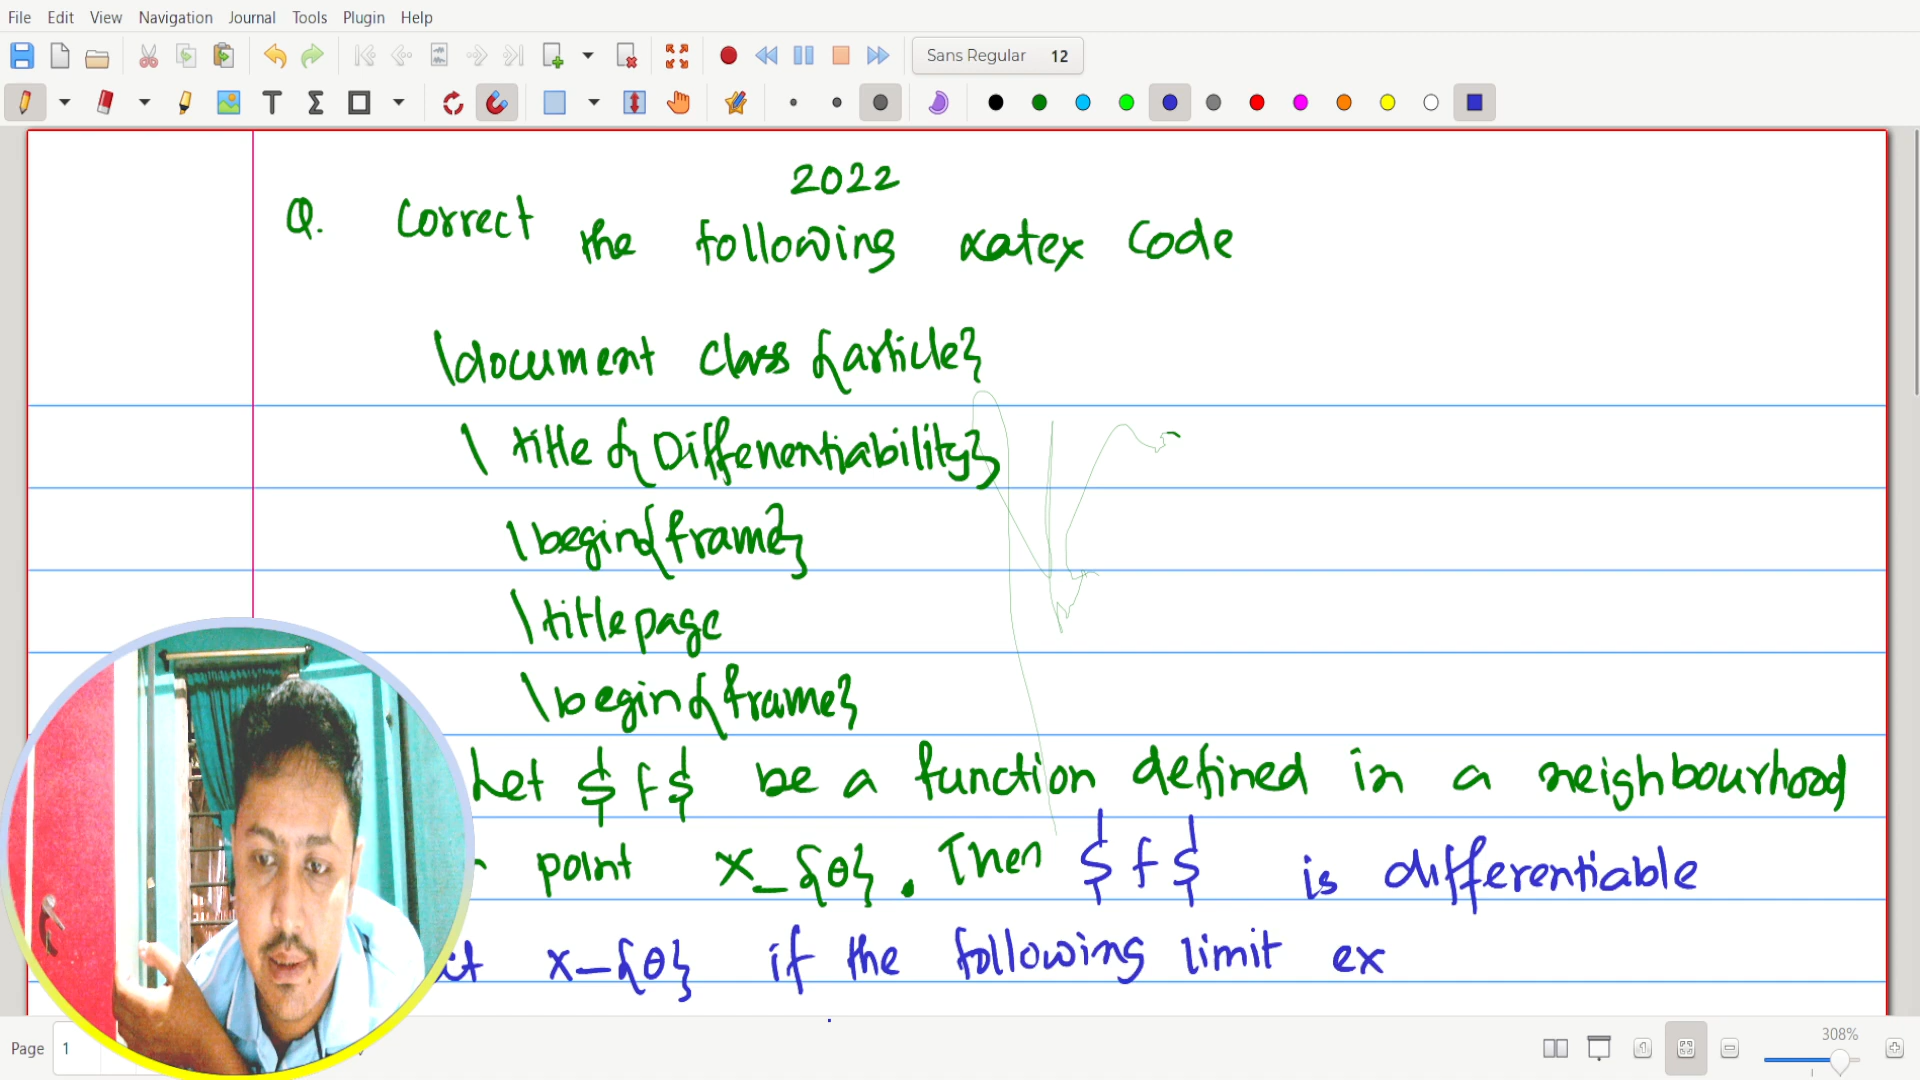 File Edit View Navigation Journal Tools Plugin Help
Sans Regular 12
2022
Q. Correct the following Latex Code
\document class {article}
\ title {Differentiability}
\begin{frame}
\titlepage
\begin{frame}
Let $f$ be a function defined in a neighbourhood
point x_{0}. Then $f$ is differentiable
x_{0} if the following limit ex
Page 1
308%